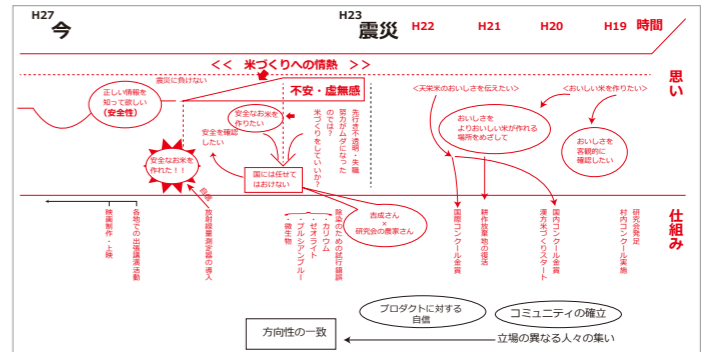 H27
今
H23
震災
H22
H21
H20
H19
時間
<< 米づくりへの情熱 >>
思い
震災に負けない
正しい情報を
知って欲しい
(安全性)
不安・虚無感
安全なお米を
作りたい
安全を確認
したい
安全なお米を
作れた!!
国には任せて
はおけない
先行き不透明・失職
努力がムダになった
のでは?
米づくりをしていいか?
<天栄米のおいしさを伝えたい>
<おいしい米を作りたい>
おいしさを
よりおいしい米が作れる
場所をめざして
おいしさを
客観的に
確認したい
自信
仕組み
映画制作・上映
各地での出張講演活動
放射線量測定器の導入
除染のための試行錯誤
・カリウム
・ゼオライト
・プルシアンブルー
・微生物
吉成さん
×
研究会の農家さん
国際コンクール金賞
耕作放棄地の復活
国内コンクール金賞
漢方米づくりスタート
研究会発足
村内コンクール実施
プロダクトに対する
自信
コミュニティの確立
方向性の一致
立場の異なる人々の集い